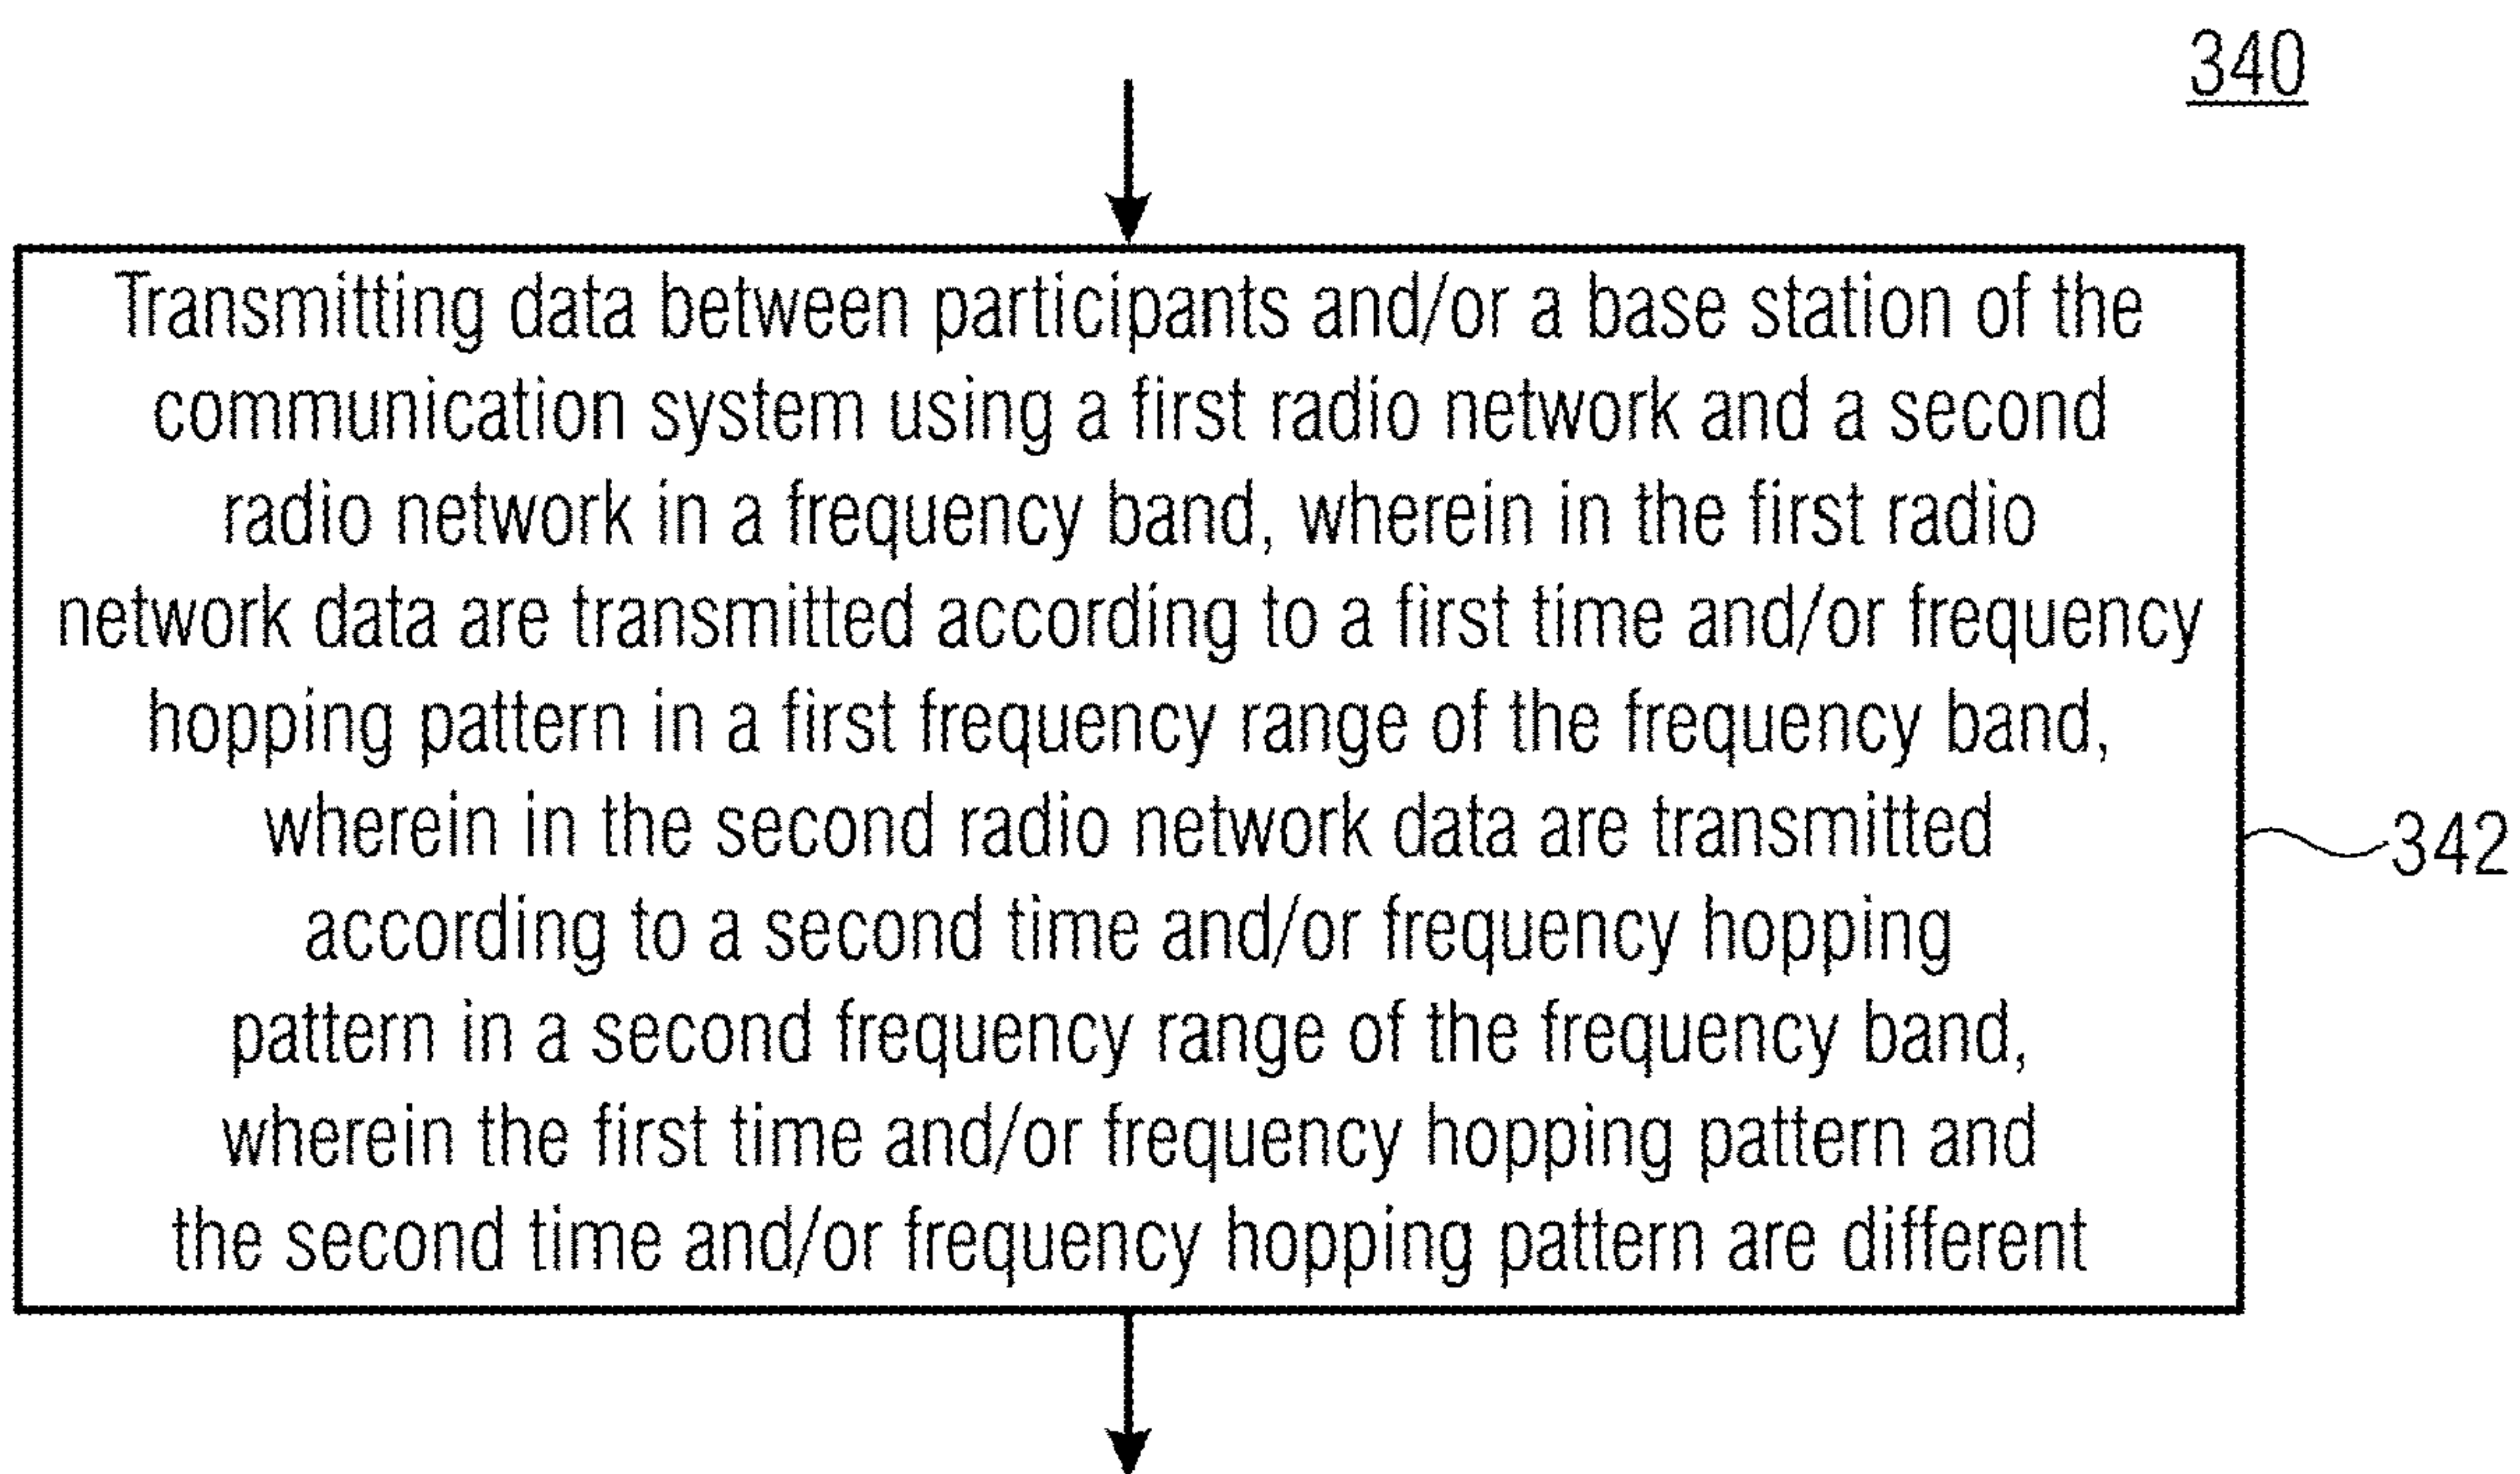 340
Transmitting data between participants and/or a base station of the
communication system using a first radio network and a second
radio network in a frequency band, wherein in the first radio
network data are transmitted according to a first time and/or frequency
hopping pattern in a first frequency range of the frequency band,
wherein in the second radio network data are transmitted
according to a second time and/or frequency hopping
pattern in a second frequency range of the frequency band,
wherein the first time and/or frequency hopping pattern and
the second time and/or frequency hopping pattern are different
342